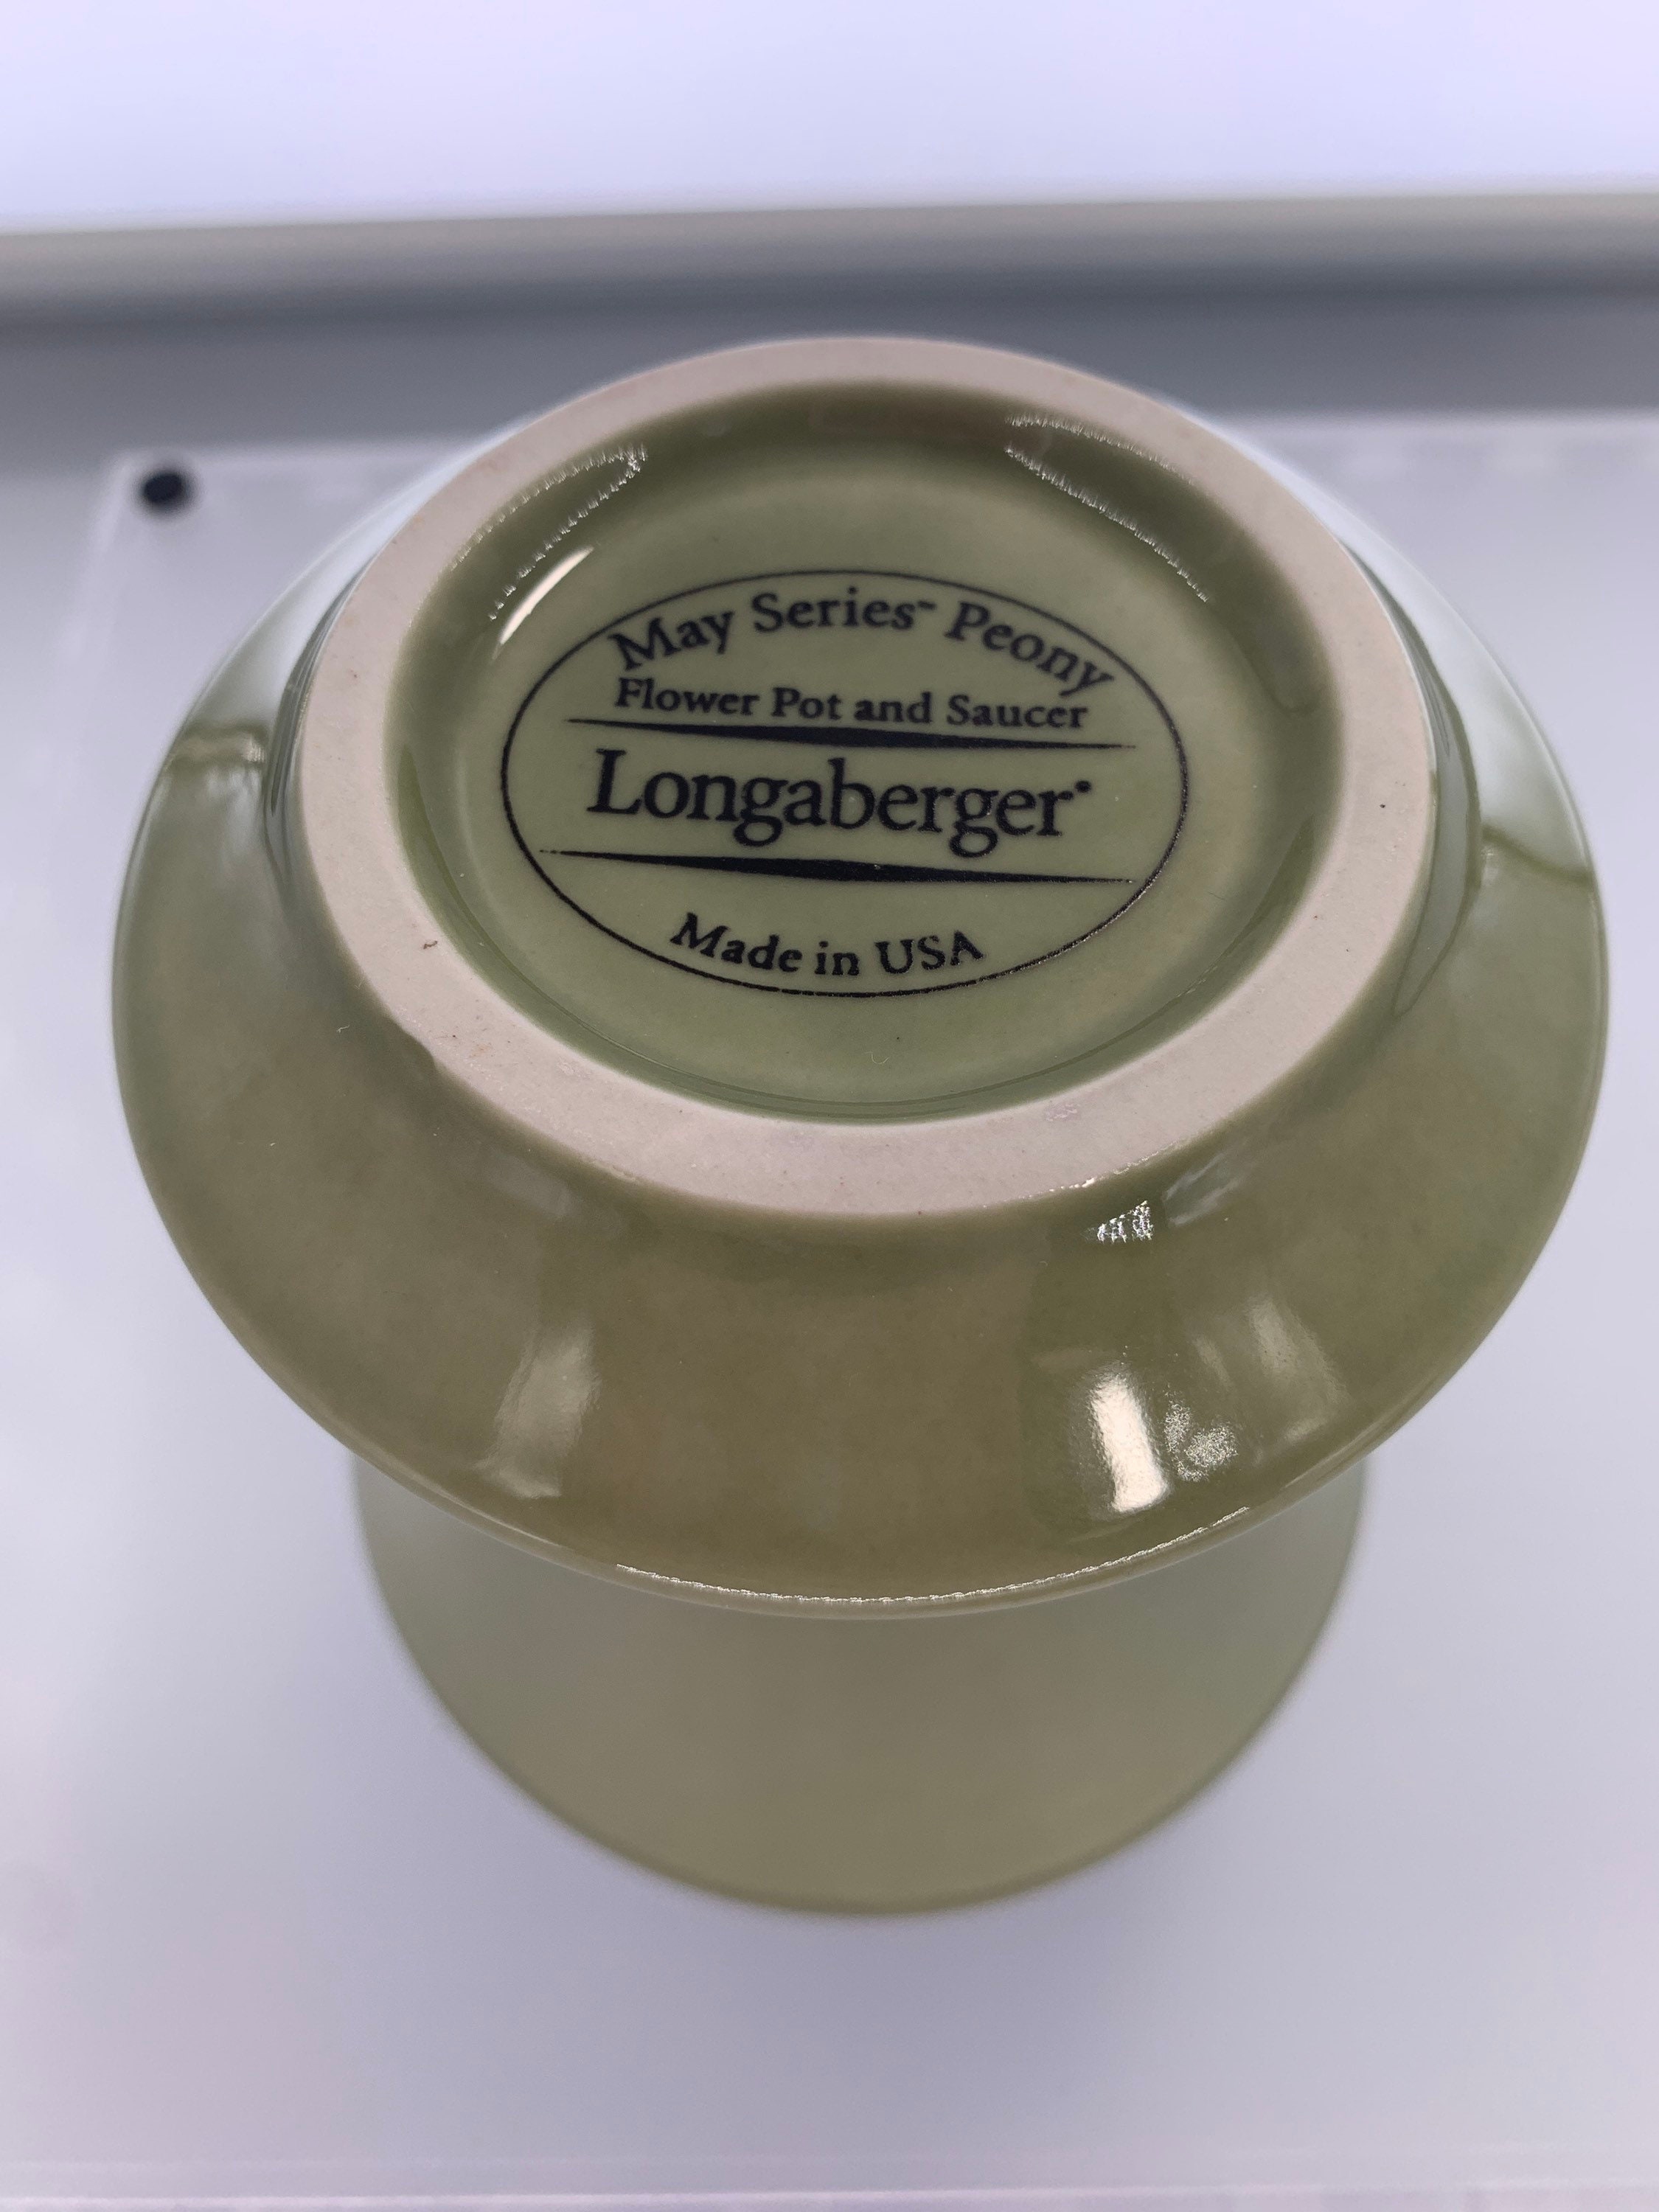 May Series™ Peony
Flower Pot and Saucer
Longaberger®
Made in USA